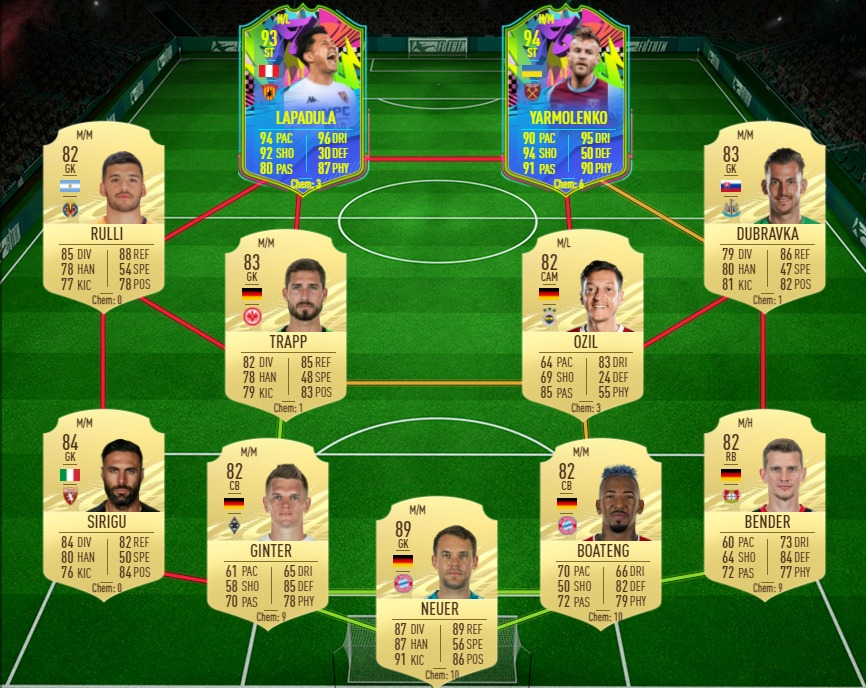 FUTBIN
H/L
93
ST
LAPADULA
94 PAC 96 DRI
92 SHO 30 DEF
80 PAS 87 PHY
Chem: 3
H/M
94
ST
YARMOLENKO
90 PAC 95 DRI
94 SHO 50 DEF
91 PAS 90 PHY
Chem: 6
M/M
82
GK
RULLI
85 DIV 88 REF
78 HAN 54 SPE
77 KIC 78 POS
Chem: 0
M/M
83
GK
DUBRAVKA
79 DIV 86 REF
80 HAN 47 SPE
81 KIC 82 POS
Chem: 1
M/M
83
GK
TRAPP
82 DIV 85 REF
78 HAN 48 SPE
79 KIC 83 POS
Chem: 1
M/L
82
CAM
OZIL
64 PAC 83 DRI
69 SHO 24 DEF
85 PAS 55 PHY
Chem: 3
M/M
84
GK
SIRIGU
84 DIV 82 REF
80 HAN 50 SPE
76 KIC 84 POS
Chem: 0
M/M
82
CB
GINTER
61 PAC 65 DRI
58 SHO 85 DEF
70 PAS 78 PHY
Chem: 9
M/M
89
GK
NEUER
87 DIV 89 REF
87 HAN 56 SPE
91 KIC 86 POS
Chem: 10
M/M
82
CB
BOATENG
70 PAC 66 DRI
50 SHO 82 DEF
72 PAS 79 PHY
Chem: 10
M/H
82
RB
BENDER
60 PAC 73 DRI
64 SHO 84 DEF
72 PAS 77 PHY
Chem: 9